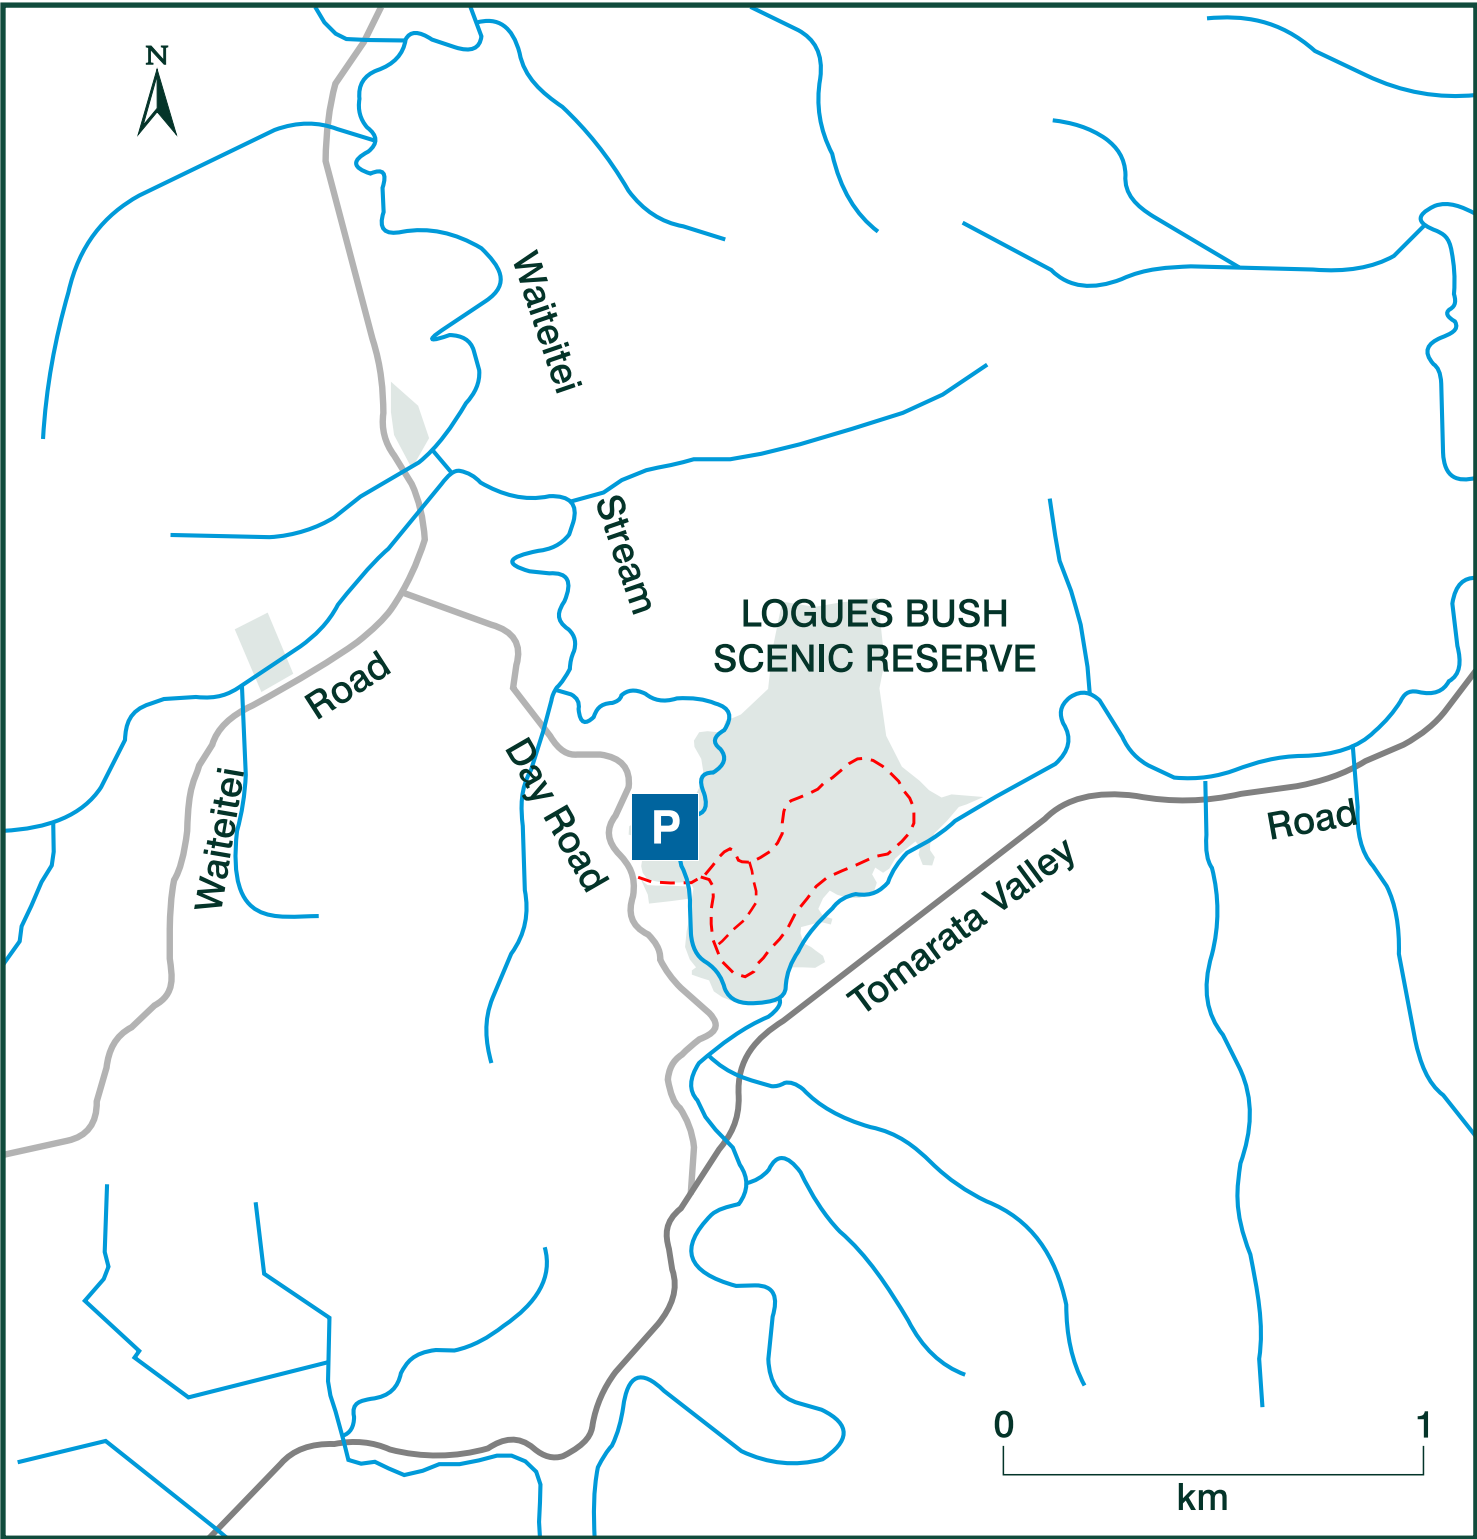 N
Waiteitei
Stream
LOGUES BUSH
SCENIC RESERVE
Road
Waiteitei
Day Road
P
Road
Tomarata Valley
0 1
km